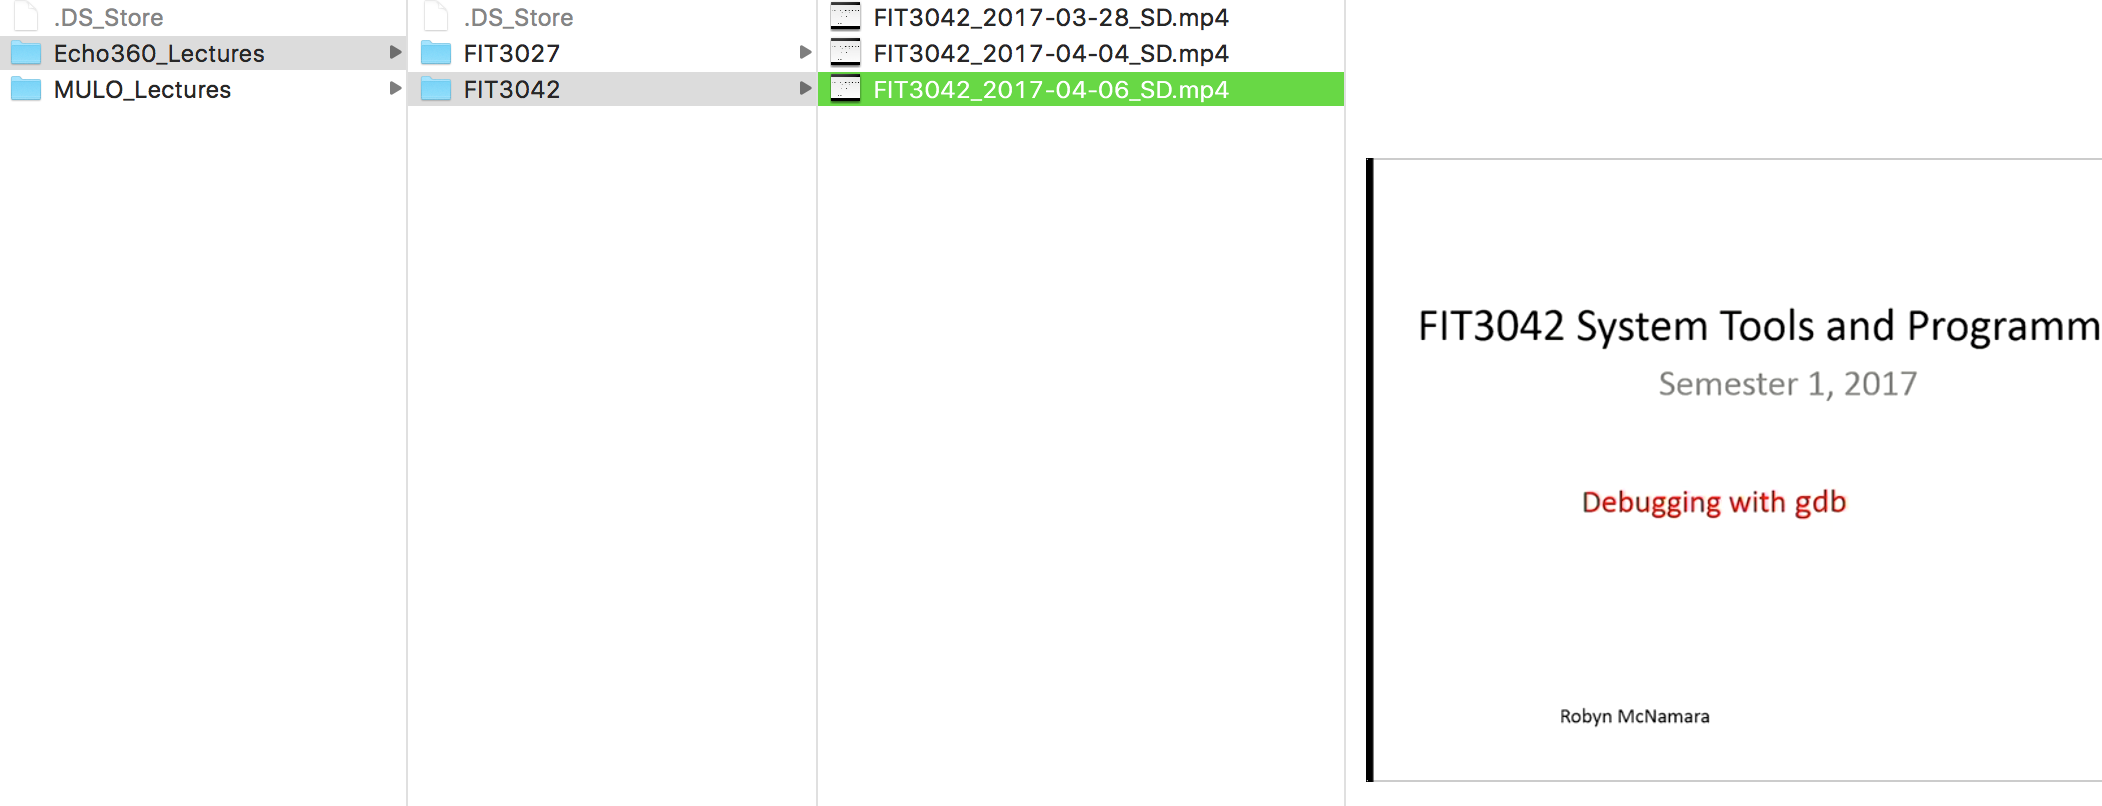 .DS_Store
Echo360_Lectures
MULO_Lectures
.DS_Store
FIT3027
FIT3042
FIT3042_2017-03-28_SD.mp4
FIT3042_2017-04-04_SD.mp4
FIT3042_2017-04-06_SD.mp4
FIT3042 System Tools and Programm
Semester 1, 2017
Debugging with gdb
Robyn McNamara